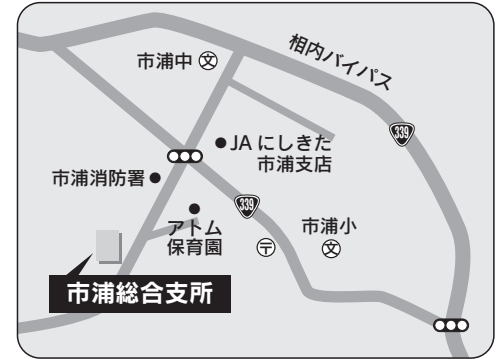 相内バイパス
市浦中 文
339
JA にしきた
市浦支店
市浦消防署
339
アトム
保育園
市浦小
〒
文
市浦総合支所